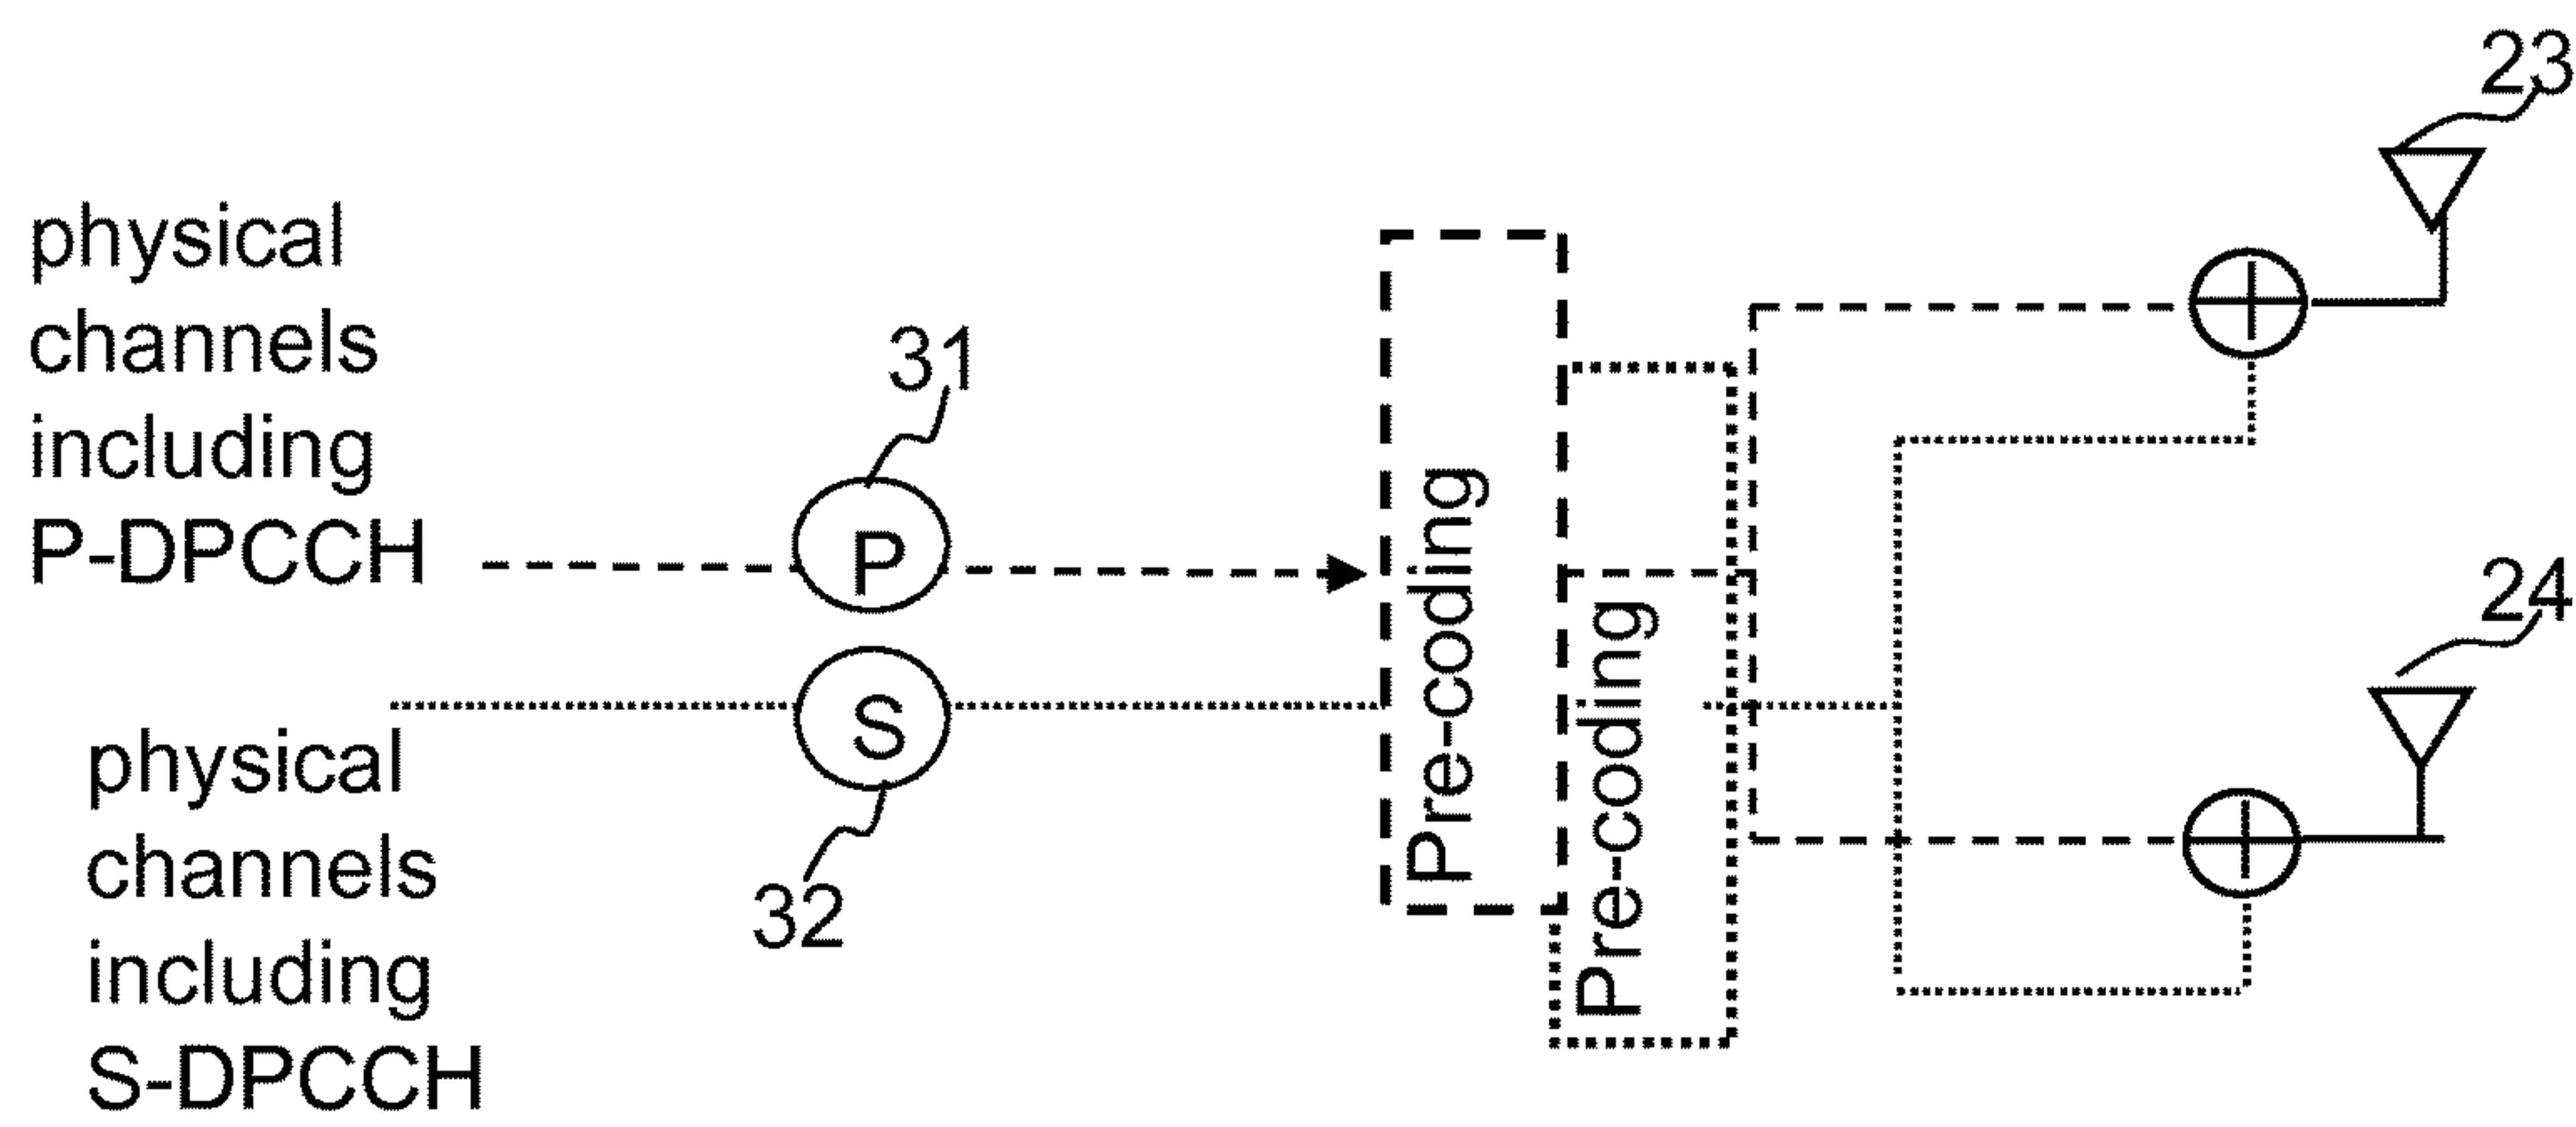 physical
channels
including
P-DPCCH
31
P
S
32
physical
channels
including
S-DPCCH
Pre-coding
Pre-coding
23
24